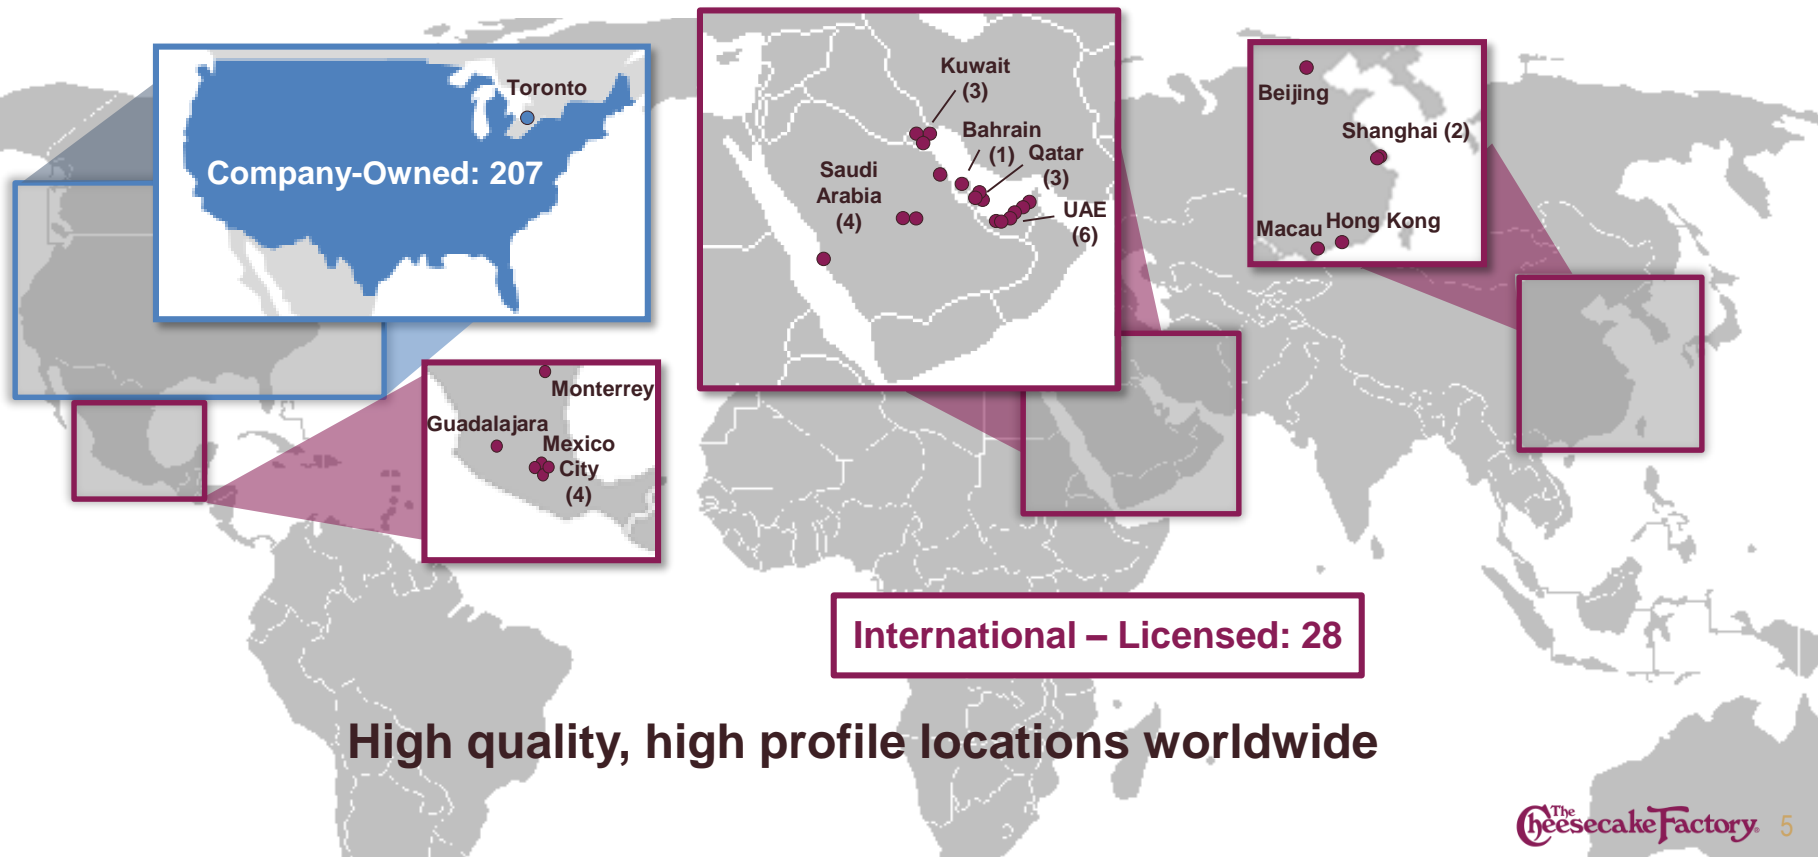 Toronto
Company-Owned: 207
Monterrey
Guadalajara
Mexico
City
(4)
Kuwait
(3)
Bahrain
(1)
Qatar
(3)
Saudi
Arabia
(4)
UAE
(6)
Beijing
Shanghai (2)
Macau
Hong Kong
International – Licensed: 28
High quality, high profile locations worldwide
The
Cheesecake Factory.
5